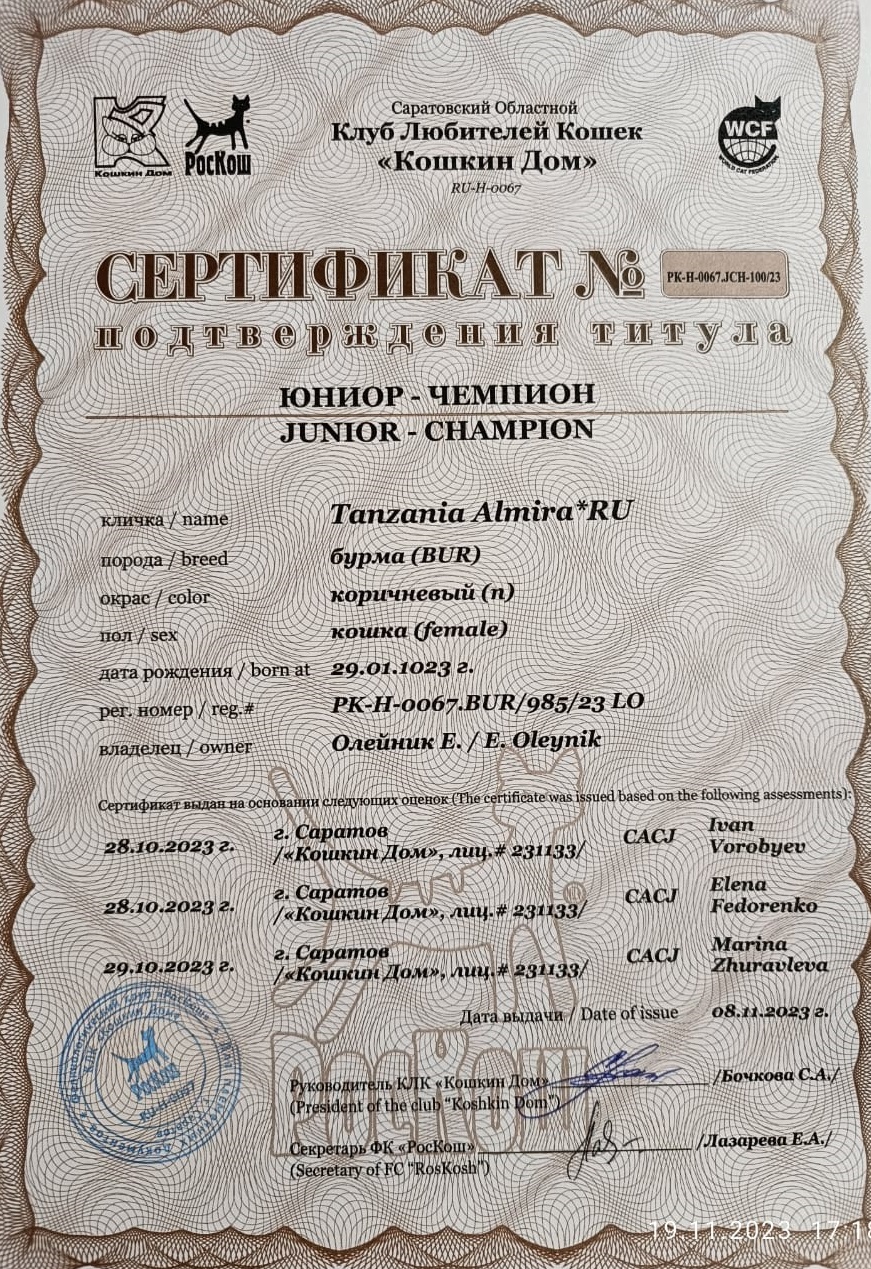 Кошкин Дом
РосКош
Саратовский Областной
Клуб Любителей Кошек
«Кошкин Дом»
RU-H-0067
WCF
WORLD CAT FEDERATION
СЕРТИФИКАТ № РК-Н-0067.JCH-100/23
подтверждения титула
ЮНИОР - ЧЕМПИОН
JUNIOR - CHAMPION
кличка / name Tanzania Almira*RU
порода / breed бурма (BUR)
окрас / color коричневый (n)
пол / sex кошка (female)
дата рождения / born at 29.01.1023 г.
рег. номер / reg.# РК-Н-0067.BUR/985/23 LO
владелец / owner Олейник Е. / E. Oleynik
Сертификат выдан на основании следующих оценок (The certificate was issued based on the following assessments):
28.10.2023 г. г. Саратов /«Кошкин Дом», лиц.# 231133/ CACJ Ivan Vorobyev
28.10.2023 г. г. Саратов /«Кошкин Дом», лиц.# 231133/ CACJ Elena Fedorenko
29.10.2023 г. г. Саратов /«Кошкин Дом», лиц.# 231133/ CACJ Marina Zhuravleva
Дата выдачи / Date of issue 08.11.2023 г.
РосКош
Руководитель КЛК «Кошкин Дом» /Бочкова С.А./
(President of the club "Koshkin Dom")
Секретарь ФК «РосКош» /Лазарева Е.А./
(Secretary of FC "RosKosh")
РосКош
19.11.2023 17:18